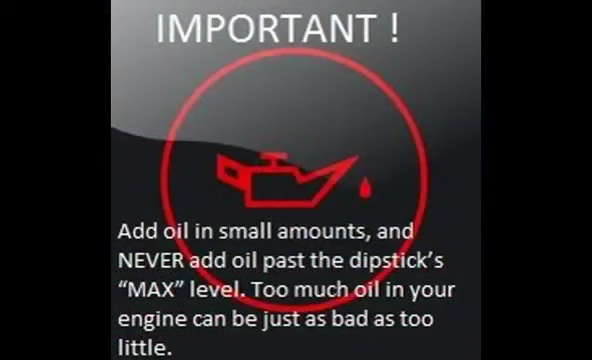 IMPORTANT !
Add oil in small amounts, and
NEVER add oil past the dipstick’s
“MAX” level. Too much oil in your
engine can be just as bad as too
little.